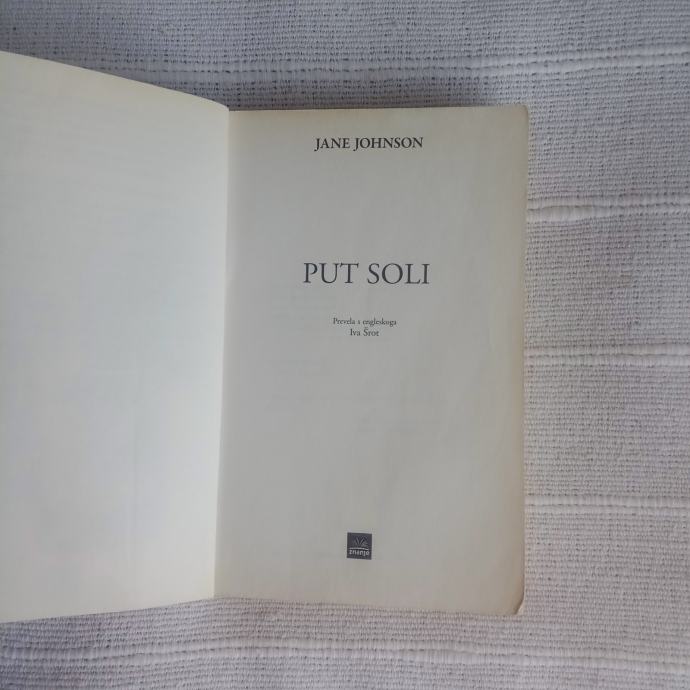 JANE JOHNSON
PUT SOLI
Prevela s engleskoga
Iva Šrot
znanje